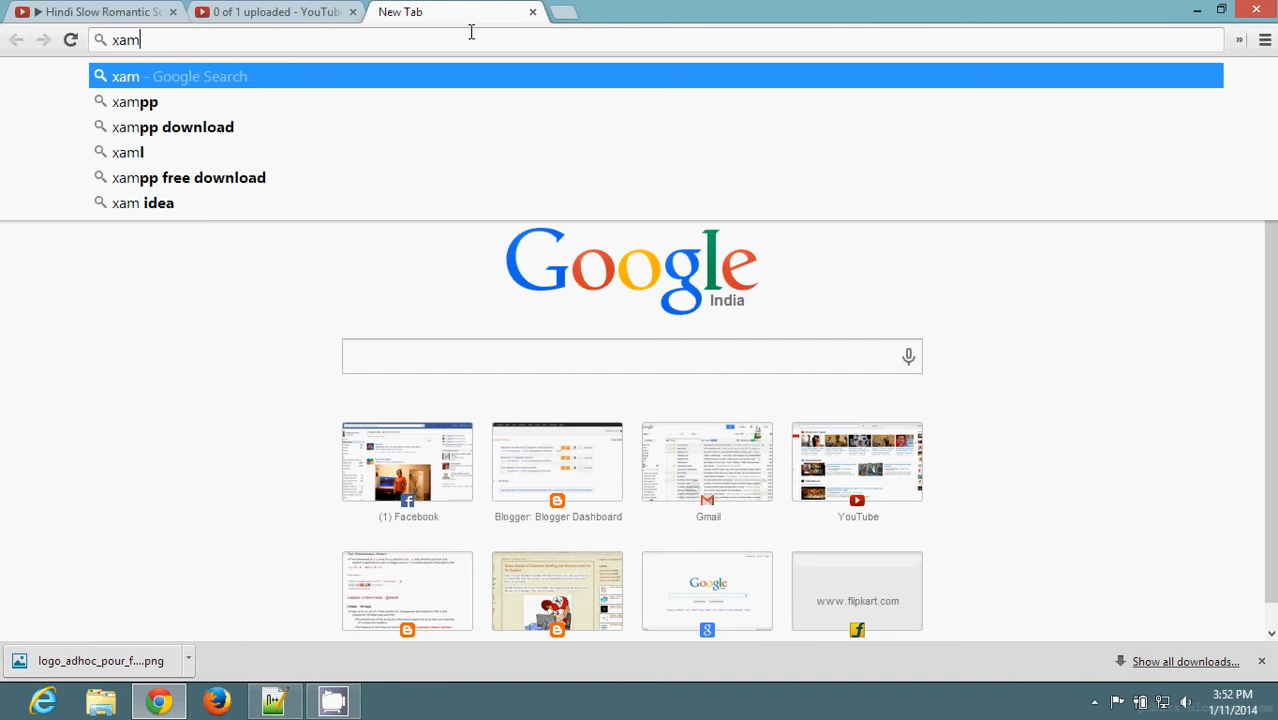 ▶ Hindi Slow Romantic So
0 of 1 uploaded - YouTube
New Tab
xam
xam - Google Search
xampp
xampp download
xaml
xampp free download
xam idea
Google
India
(1) Facebook
Blogger: Blogger Dashboard
Gmail
YouTube
Google
www.flipkart.com
logo_adhoc_pour_f....png
Show all downloads...
3:52 PM
1/11/2014